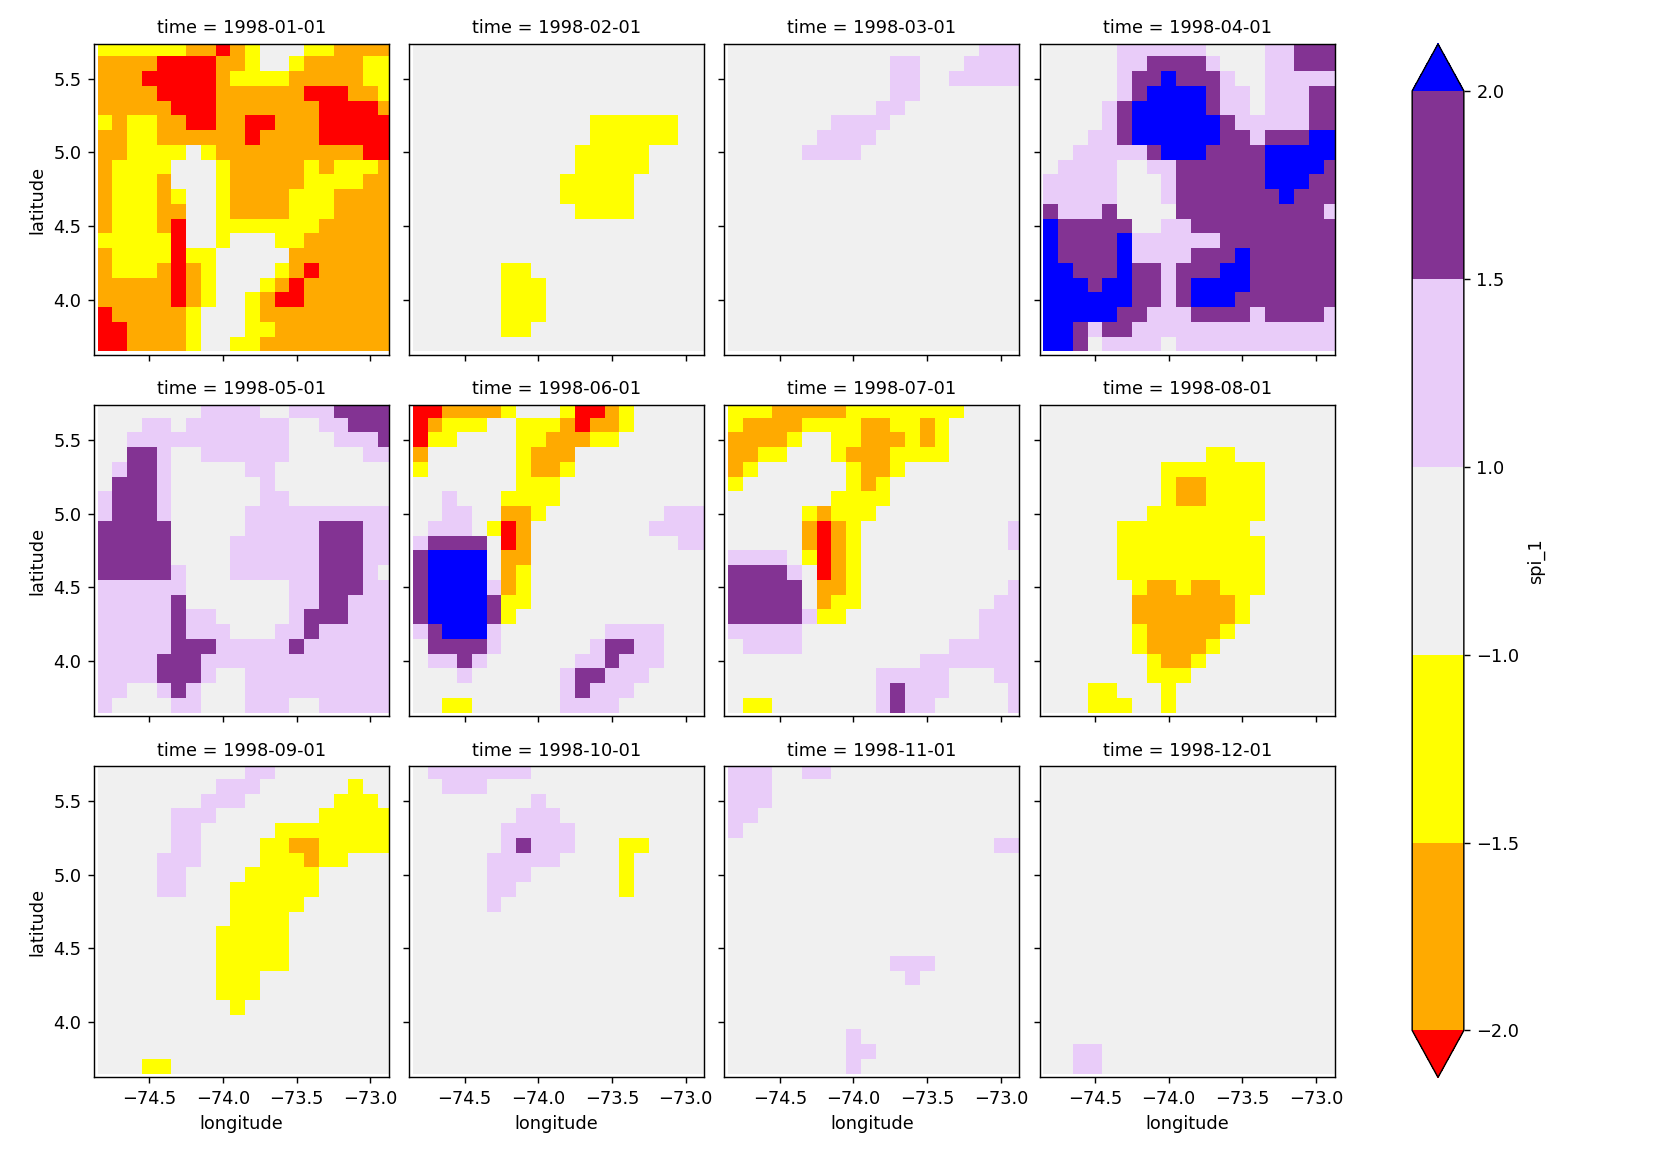 time = 1998-01-01
time = 1998-02-01
time = 1998-03-01
time = 1998-04-01
5.5
5.0
4.5
4.0
latitude
time = 1998-05-01
time = 1998-06-01
time = 1998-07-01
time = 1998-08-01
5.5
5.0
4.5
4.0
latitude
time = 1998-09-01
time = 1998-10-01
time = 1998-11-01
time = 1998-12-01
5.5
5.0
4.5
4.0
latitude
−74.5 −74.0 −73.5 −73.0
longitude
−74.5 −74.0 −73.5 −73.0
longitude
−74.5 −74.0 −73.5 −73.0
longitude
−74.5 −74.0 −73.5 −73.0
longitude
2.0
1.5
1.0
−1.0
−1.5
−2.0
spi_1